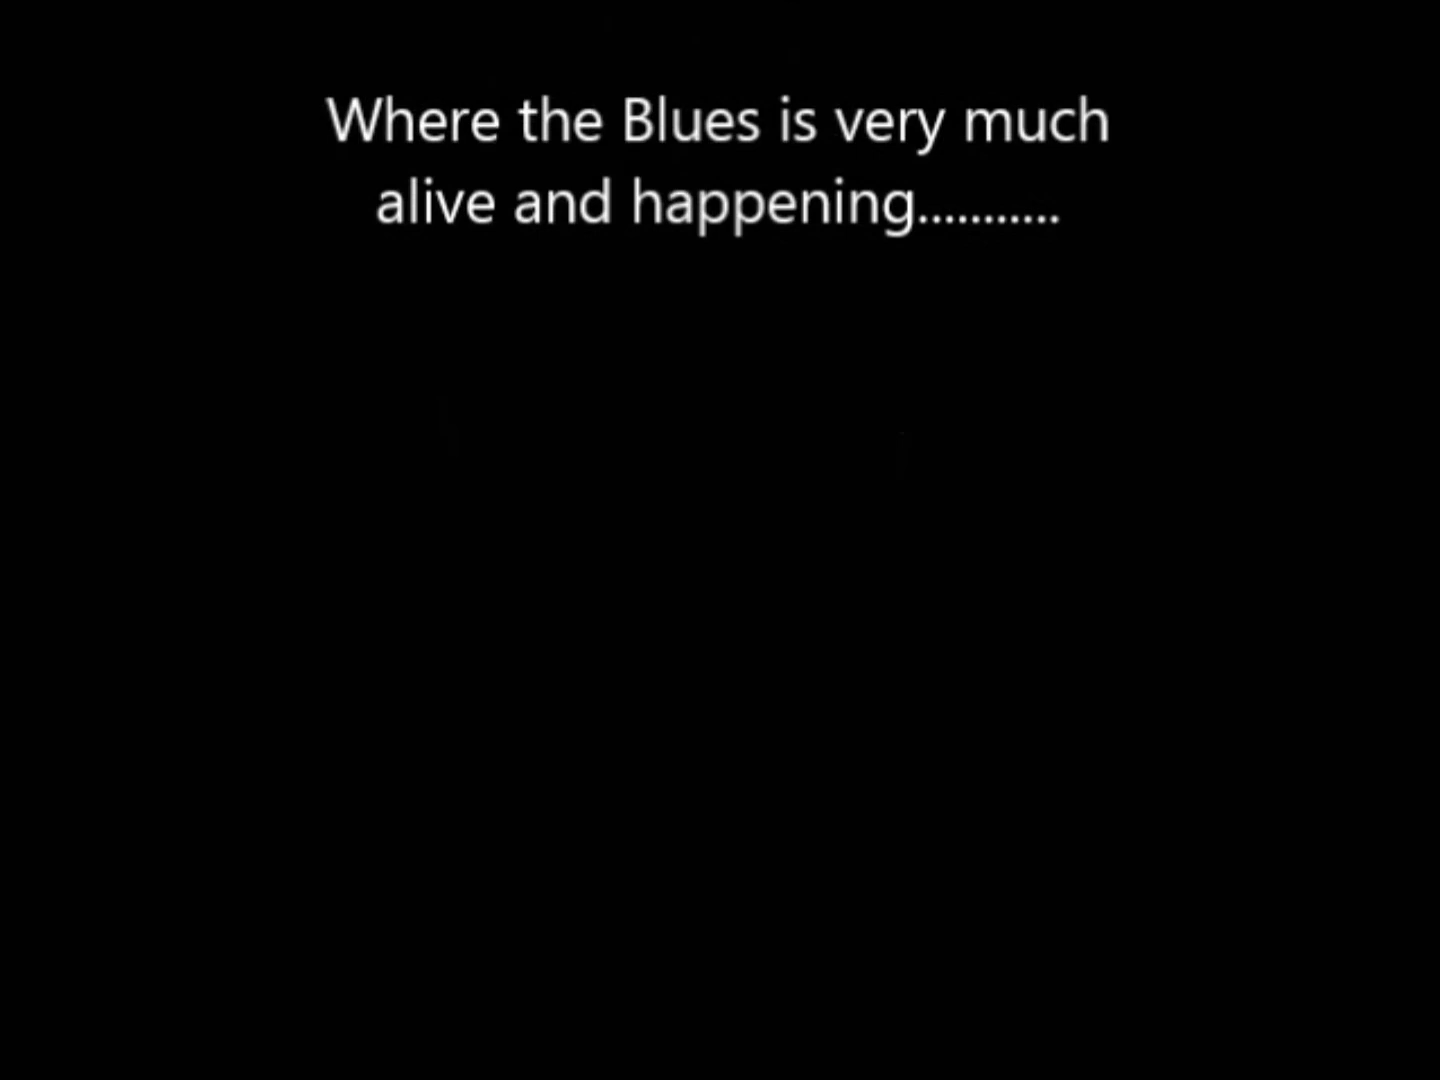 Where the Blues is very much
alive and happening...........